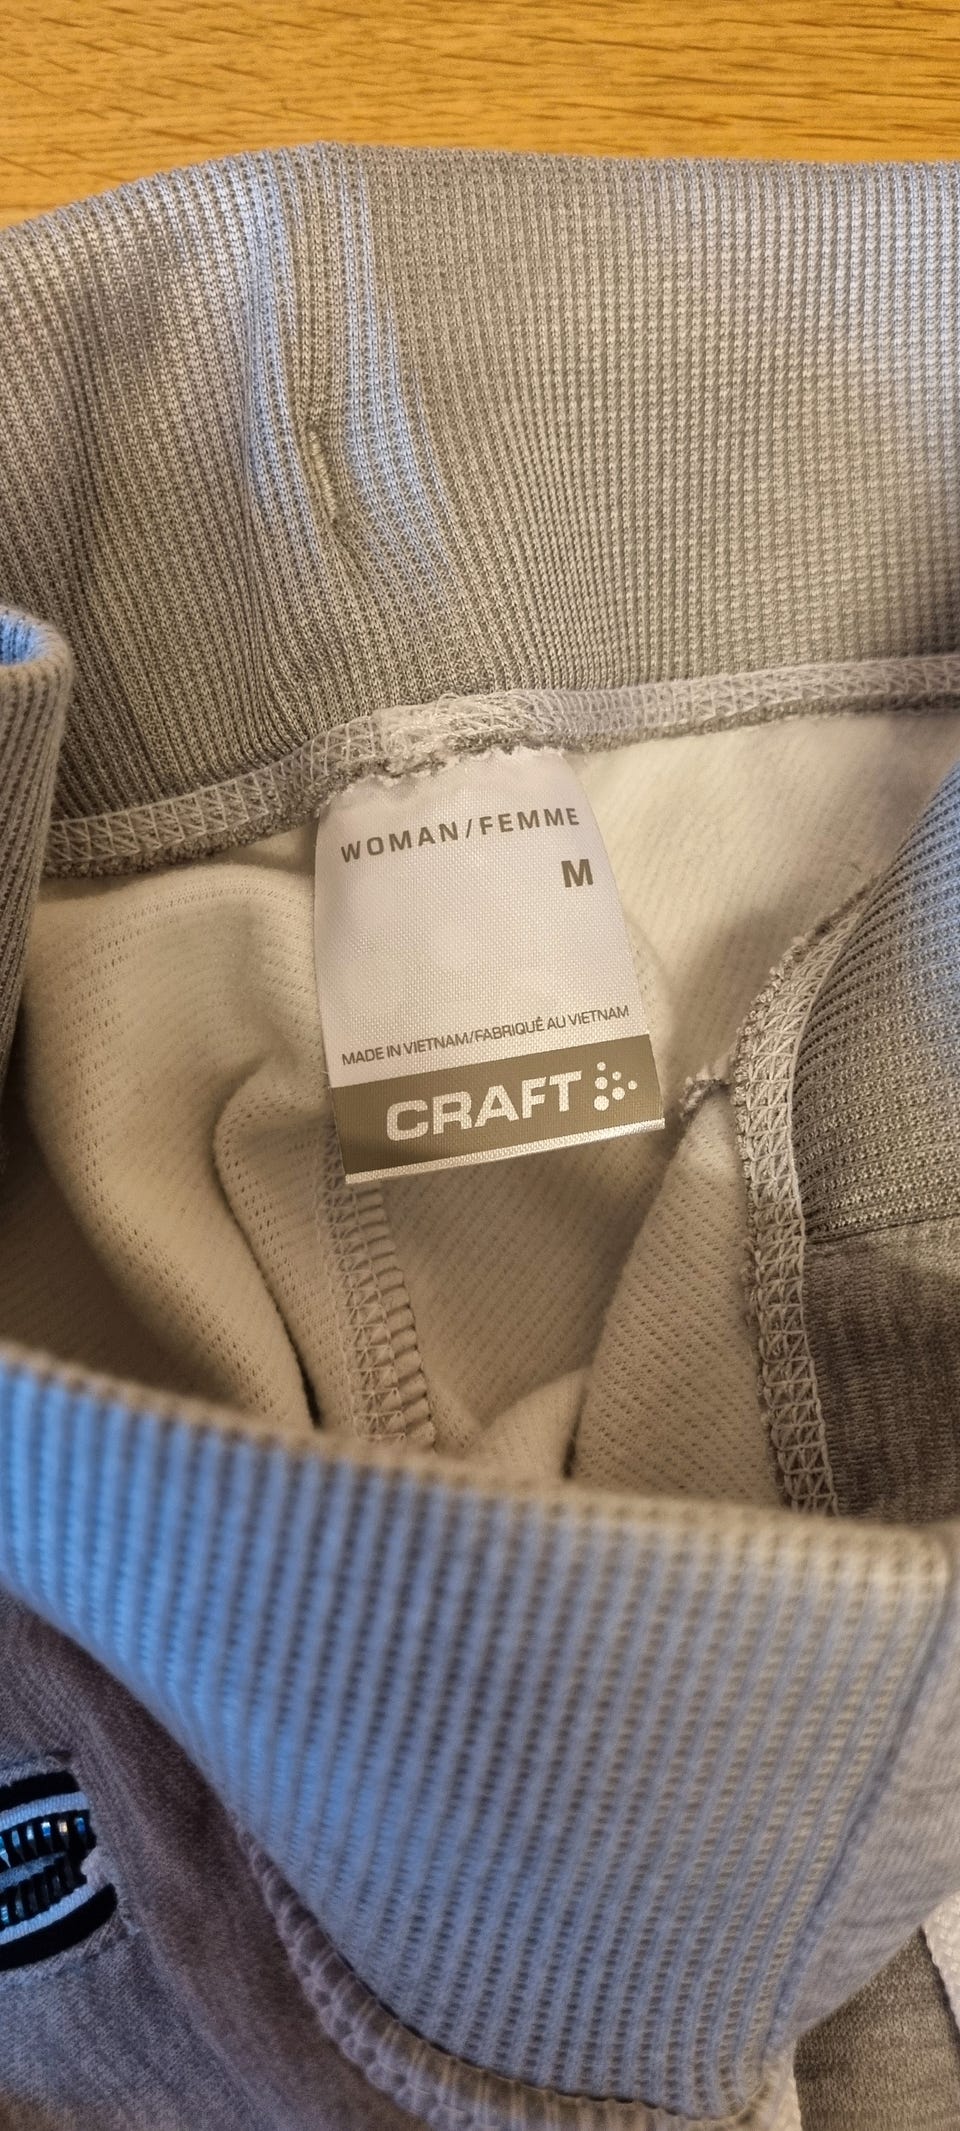 WOMAN/FEMME
M
MADE IN VIETNAM/FABRIQUÉ AU VIETNAM
CRAFT